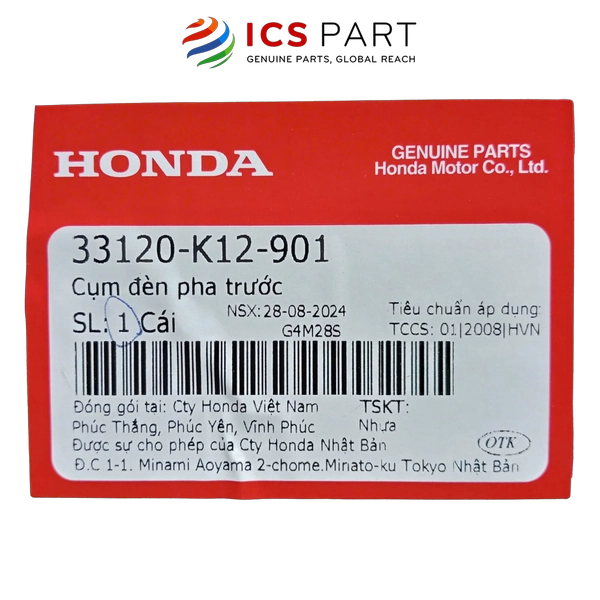 ICS PART
GENUINE PARTS, GLOBAL REACH
HONDA
GENUINE PARTS
Honda Motor Co., Ltd.
33120-K12-901
Cụm đèn pha trước
SL: 1 Cái
NSX: 28-08-2024
G4M28S
Tiêu chuẩn áp dụng:
TCCS: 01|2008|HVN
Đóng gói tại: Cty Honda Việt Nam
Phúc Thắng, Phúc Yên, Vĩnh Phúc
TSKT:
Nhựa
Được sự cho phép của Cty Honda Nhật Bản
Đ.C 1-1. Minami Aoyama 2-chome.Minato-ku Tokyo Nhật Bản
OTK